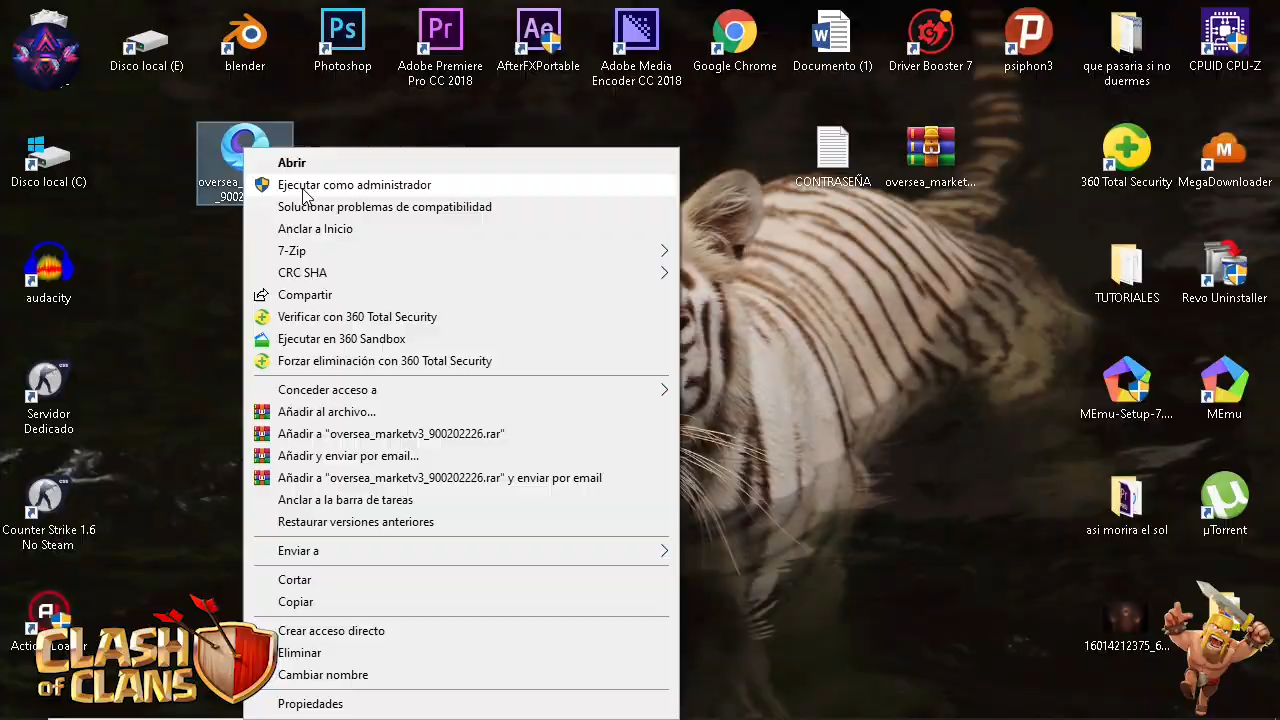 Disco local (E)
blender
Photoshop
Adobe Premiere
Pro CC 2018
AfterFXPortable
Adobe Media
Encoder CC 2018
Google Chrome
Documento (1)
Driver Booster 7
psiphon3
que pasaria si no
duermes
CPUID CPU-Z
Disco local (C)
CONTRASEÑA
oversea_market...
360 Total Security
MegaDownloader
Abrir
Ejecutar como administrador
Solucionar problemas de compatibilidad
Anclar a Inicio
7-Zip
CRC SHA
Compartir
Verificar con 360 Total Security
Ejecutar en 360 Sandbox
Forzar eliminación con 360 Total Security
Conceder acceso a
Añadir al archivo...
Añadir a "oversea_marketv3_900202226.rar"
Añadir y enviar por email...
Añadir a "oversea_marketv3_900202226.rar" y enviar por email
Anclar a la barra de tareas
Restaurar versiones anteriores
Enviar a
Cortar
Copiar
Crear acceso directo
Eliminar
Cambiar nombre
Propiedades
audacity
Servidor
Dedicado
Counter Strike 1.6
No Steam
TUTORIALES
Revo Uninstaller
MEmu-Setup-7....
MEmu
asi morira el sol
µTorrent
16014212375_6...
CLASH
OF CLANS